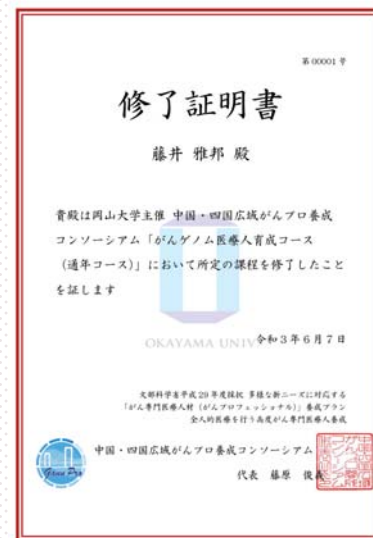 第00001号
修了証明書
藤井 雅邦 殿
貴殿は岡山大学主催 中国・四国広域がんプロ養成
コンソーシアム「がんゲノム医療人育成コース
（通年コース）」において所定の課程を修了したこと
を証します
OKAYAMA UNIV
令和3年6月7日
文部科学省平成29年度採択 多様な新ニーズに対応する
「がん専門医療人材（がんプロフェッショナル）」養成プラン
全人的医療を行う高度がん専門医療人養成
中国・四国広域がんプロ養成コンソーシアム
代表 藤原 俊義
Gann Pro